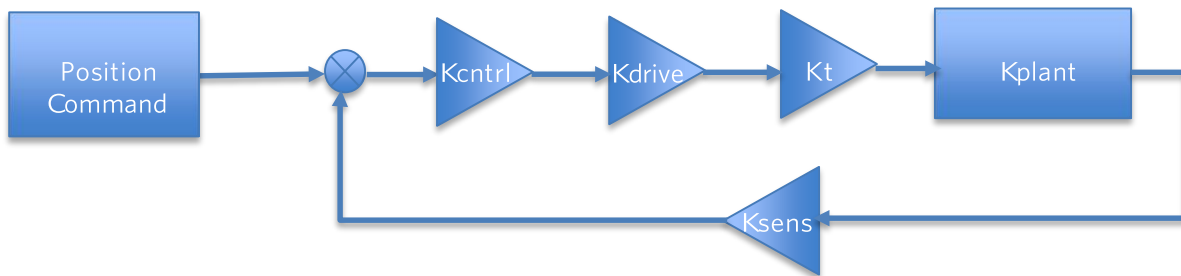 Position
Command
Kcntrl
Kdrive
Kt
Kplant
Ksens